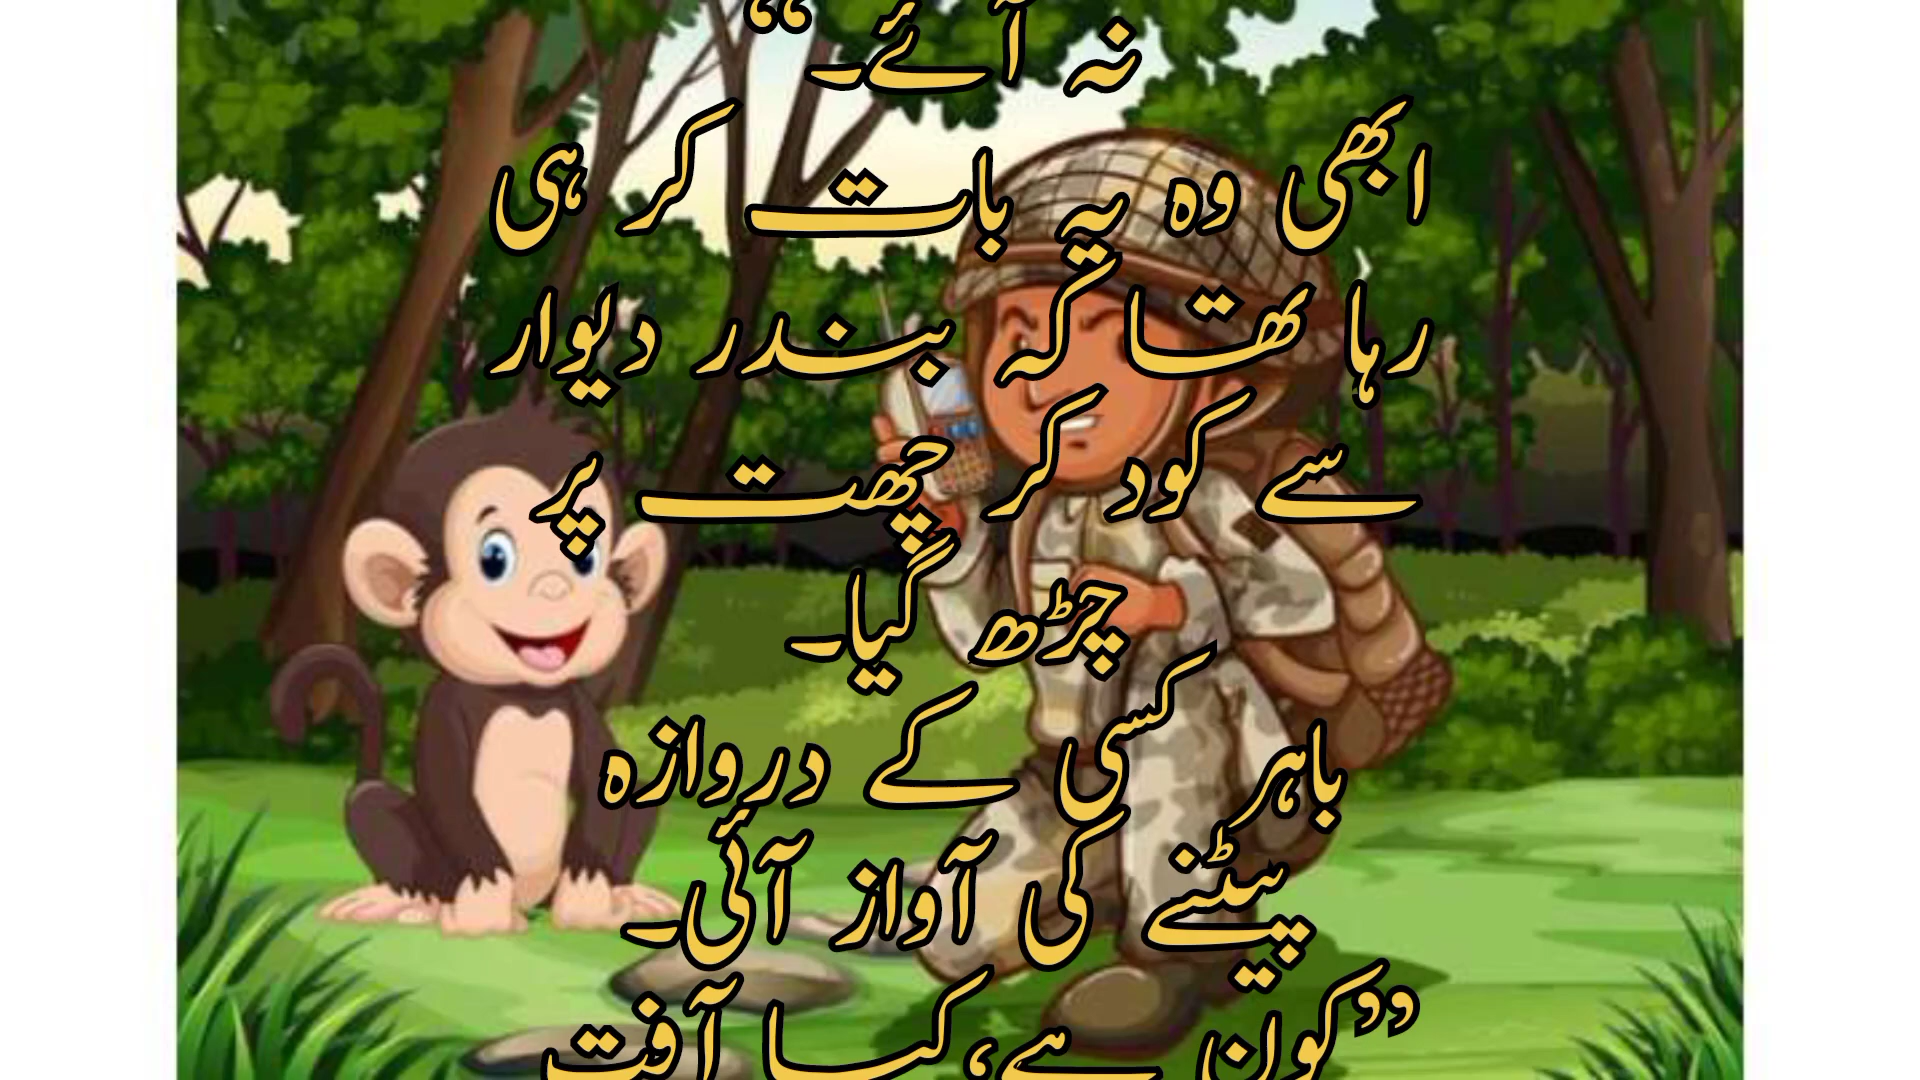 نہ آئے۔“
ابھی وہ یہ بات کر ہی
رہا تھا کہ بندر دیوار
سے کود کر چھت پر
چڑھ گیا۔
باہر کسی کے دروازہ
پیٹنے کی آواز آئی۔
”کون ہے،کیا آفت